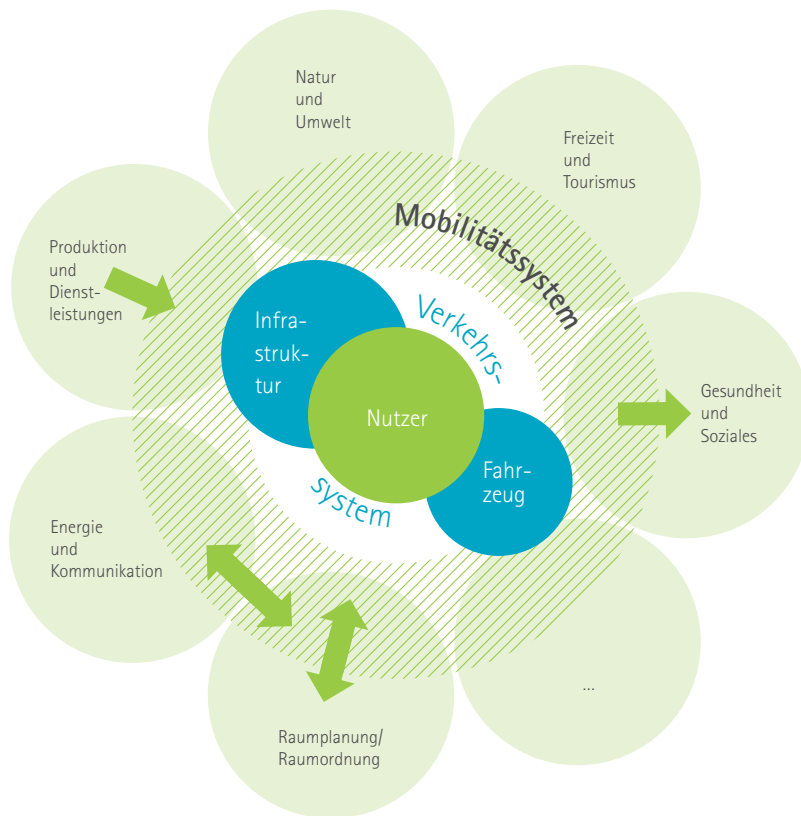 Natur
und
Umwelt
Freizeit
und
Tourismus
Mobilitätssystem
Produktion
und
Dienst-
leistungen
Infra-
struk-
tur
Verkehrs-
system
Nutzer
Fahr-
zeug
Gesundheit
und
Soziales
Energie
und
Kommunikation
Raumplanung/
Raumordnung
...